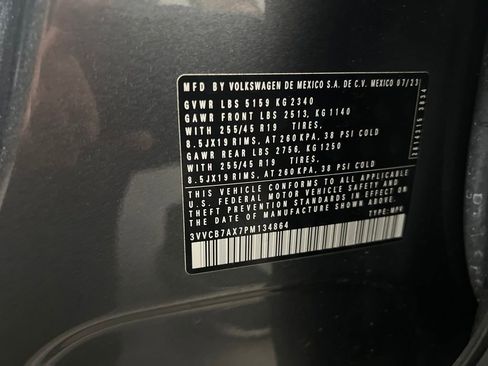 MFD BY VOLKSWAGEN DE MEXICO S.A. DE C.V. MEXICO 07/23
GVWR LBS 5159 KG 2340
GAWR FRONT LBS 2513, KG 1140
WITH 255/45 R19 TIRES.
8.5JX19 RIMS, AT 260 KPA, 38 PSI COLD
GAWR REAR LBS 2756, KG 1250
WITH 255/45 R19 TIRES.
8.5JX19 RIMS, AT 260 KPA, 38 PSI COLD
THIS VEHICLE CONFORMS TO ALL APPLICABLE
U.S. FEDERAL MOTOR VEHICLE SAFETY AND
THEFT PREVENTION STANDARDS IN EFFECT ON THE
DATE OF MANUFACTURE SHOWN ABOVE.
3VVCB7AX7PM134864 TYPE: MPV